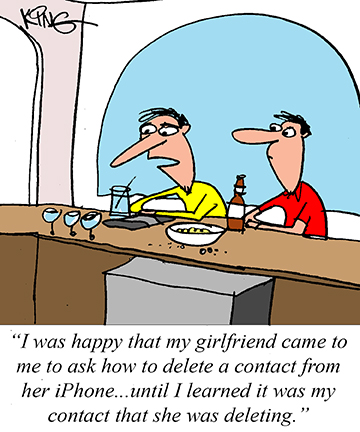 KING
“I was happy that my girlfriend came to
me to ask how to delete a contact from
her iPhone...until I learned it was my
contact that she was deleting.”